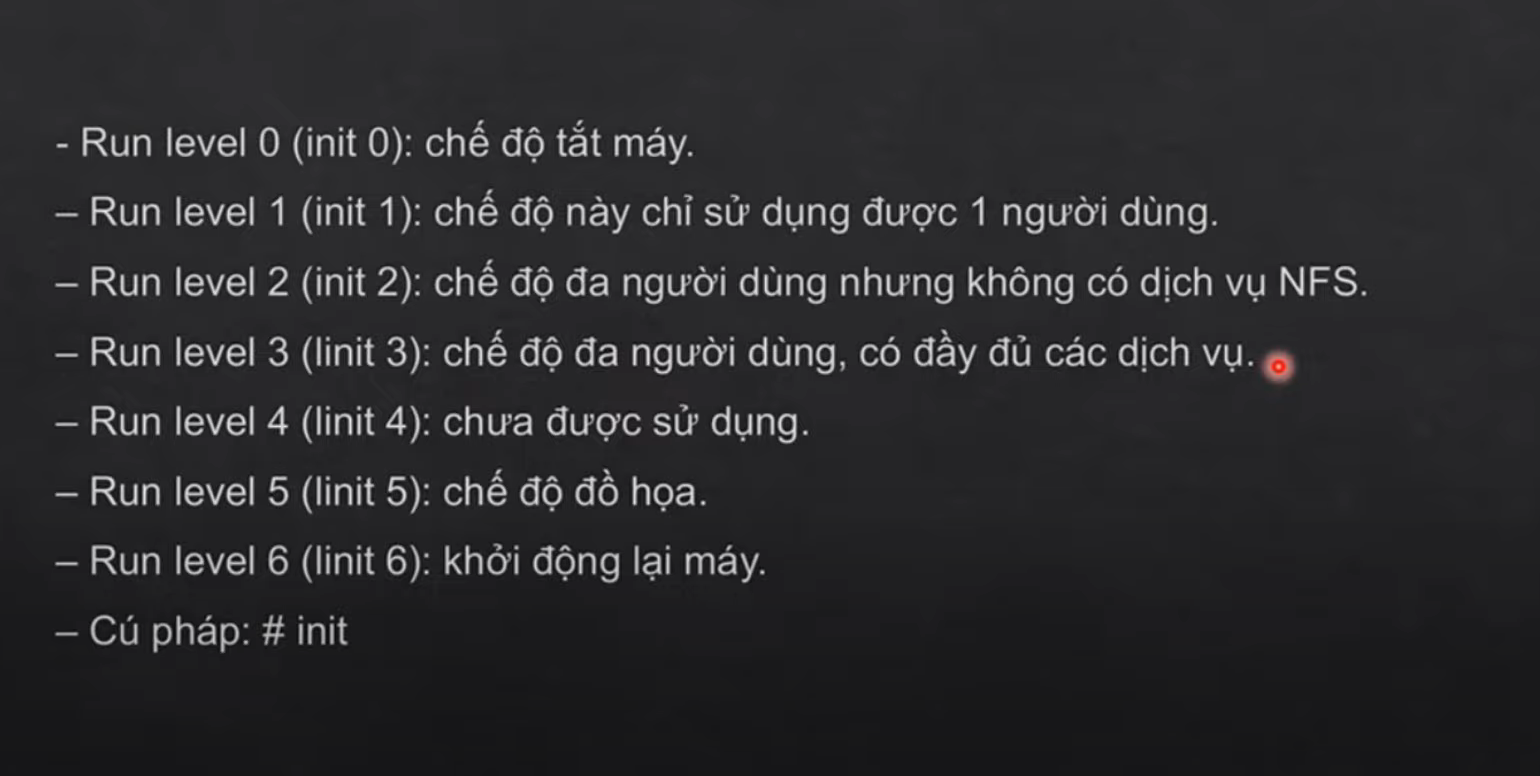 - Run level 0 (init 0): chế độ tắt máy.
– Run level 1 (init 1): chế độ này chỉ sử dụng được 1 người dùng.
– Run level 2 (init 2): chế độ đa người dùng nhưng không có dịch vụ NFS.
– Run level 3 (linit 3): chế độ đa người dùng, có đầy đủ các dịch vụ.
– Run level 4 (linit 4): chưa được sử dụng.
– Run level 5 (linit 5): chế độ đồ họa.
– Run level 6 (linit 6): khởi động lại máy.
– Cú pháp: # init